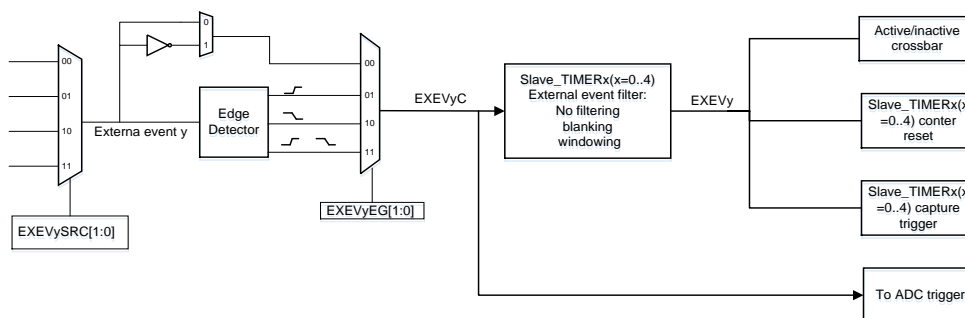 0
1
00
01
10
11
Externa event y
EXEVySRC[1:0]
Edge
Detector
00
01
10
11
EXEVyEG[1:0]
EXEVyC
Slave_TIMERx(x=0..4)
External event filter:
No filtering
blanking
windowing
EXEVy
Active/inactive
crossbar
Slave_TIMERx(x
=0..4) conter
reset
Slave_TIMERx(x
=0..4) capture
trigger
To ADC trigger